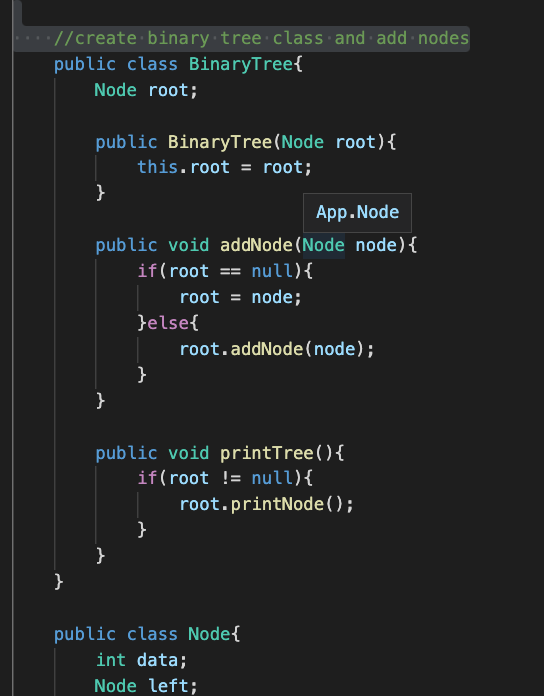 //create binary tree class and add nodes
public class BinaryTree{
Node root;
public BinaryTree(Node root){
this.root = root;
}
App.Node
public void addNode(Node node){
if(root == null){
root = node;
}else{
root.addNode(node);
}
}
public void printTree(){
if(root != null){
root.printNode();
}
}
}
public class Node{
int data;
Node left;